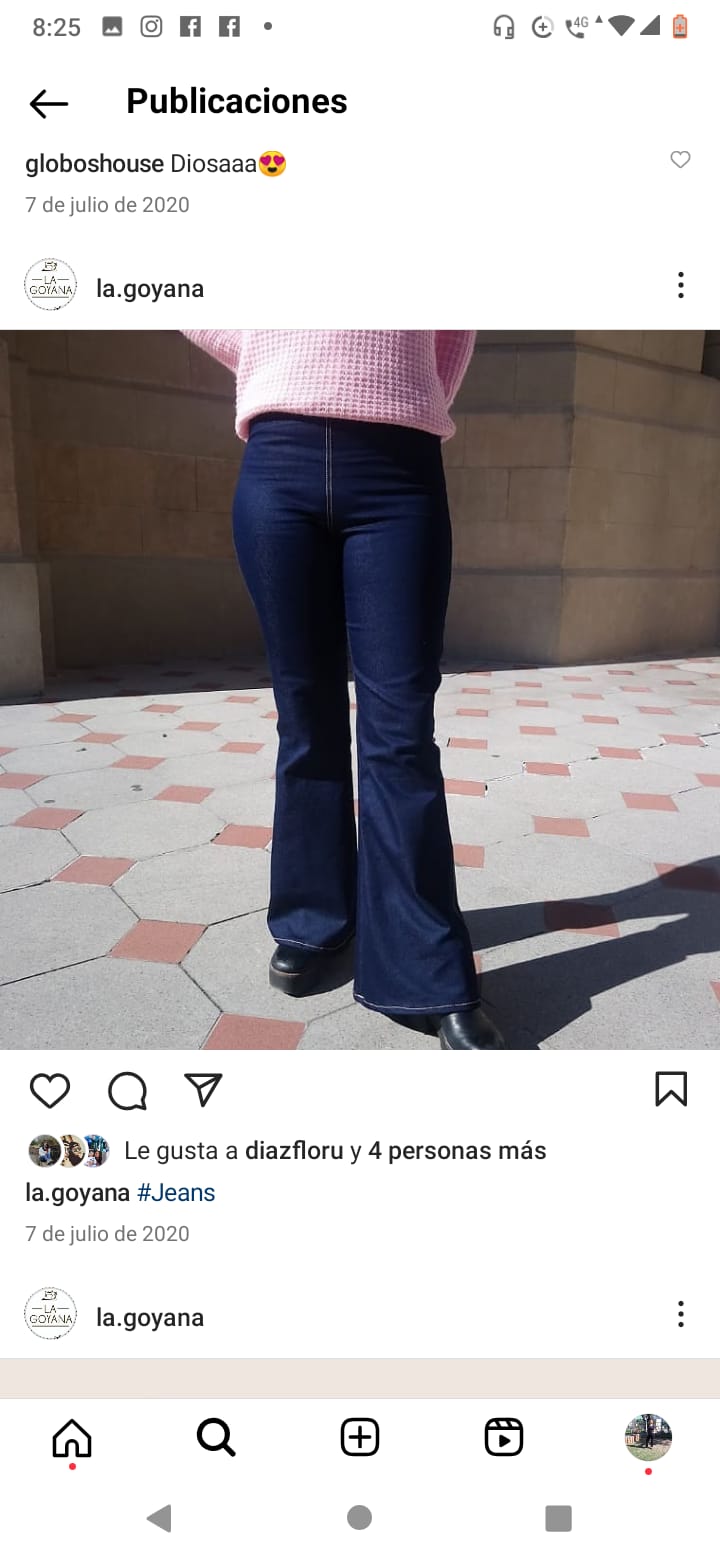 8:25
4G
Publicaciones
globoshouse Diosaaa😍
7 de julio de 2020
LA
GOYANA
la.goyana
Le gusta a diazfloru y 4 personas más
la.goyana #Jeans
7 de julio de 2020
LA
GOYANA
la.goyana